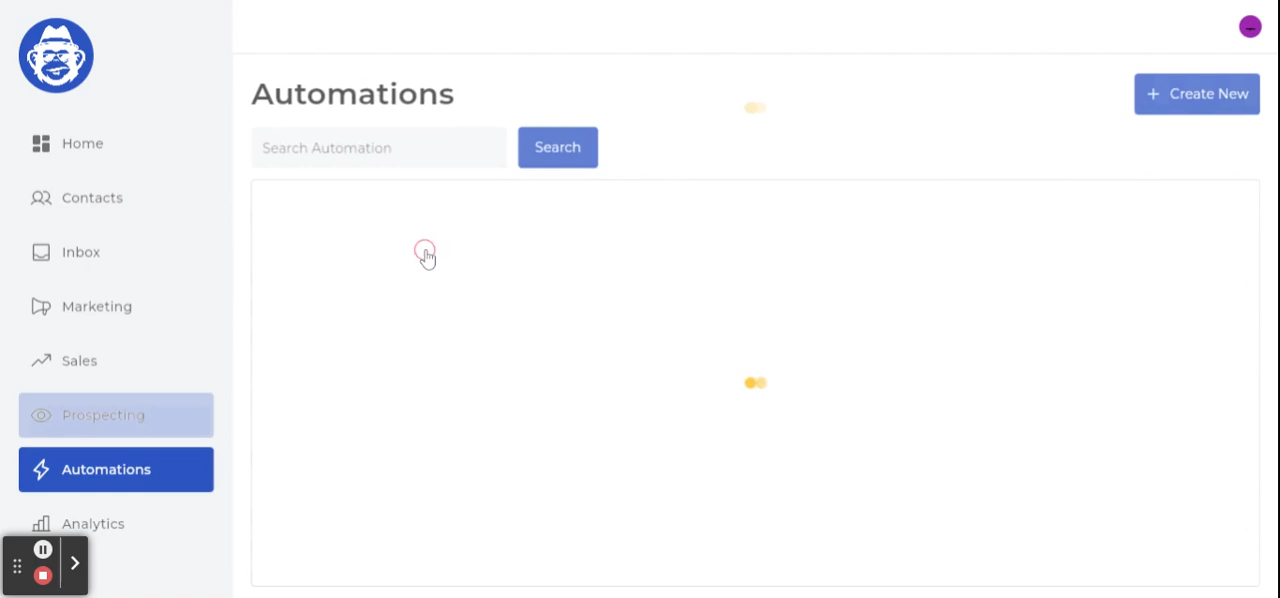 Home
Contacts
Inbox
Marketing
Sales
Prospecting
Automations
Analytics
Automations
+ Create New
Search Automation
Search